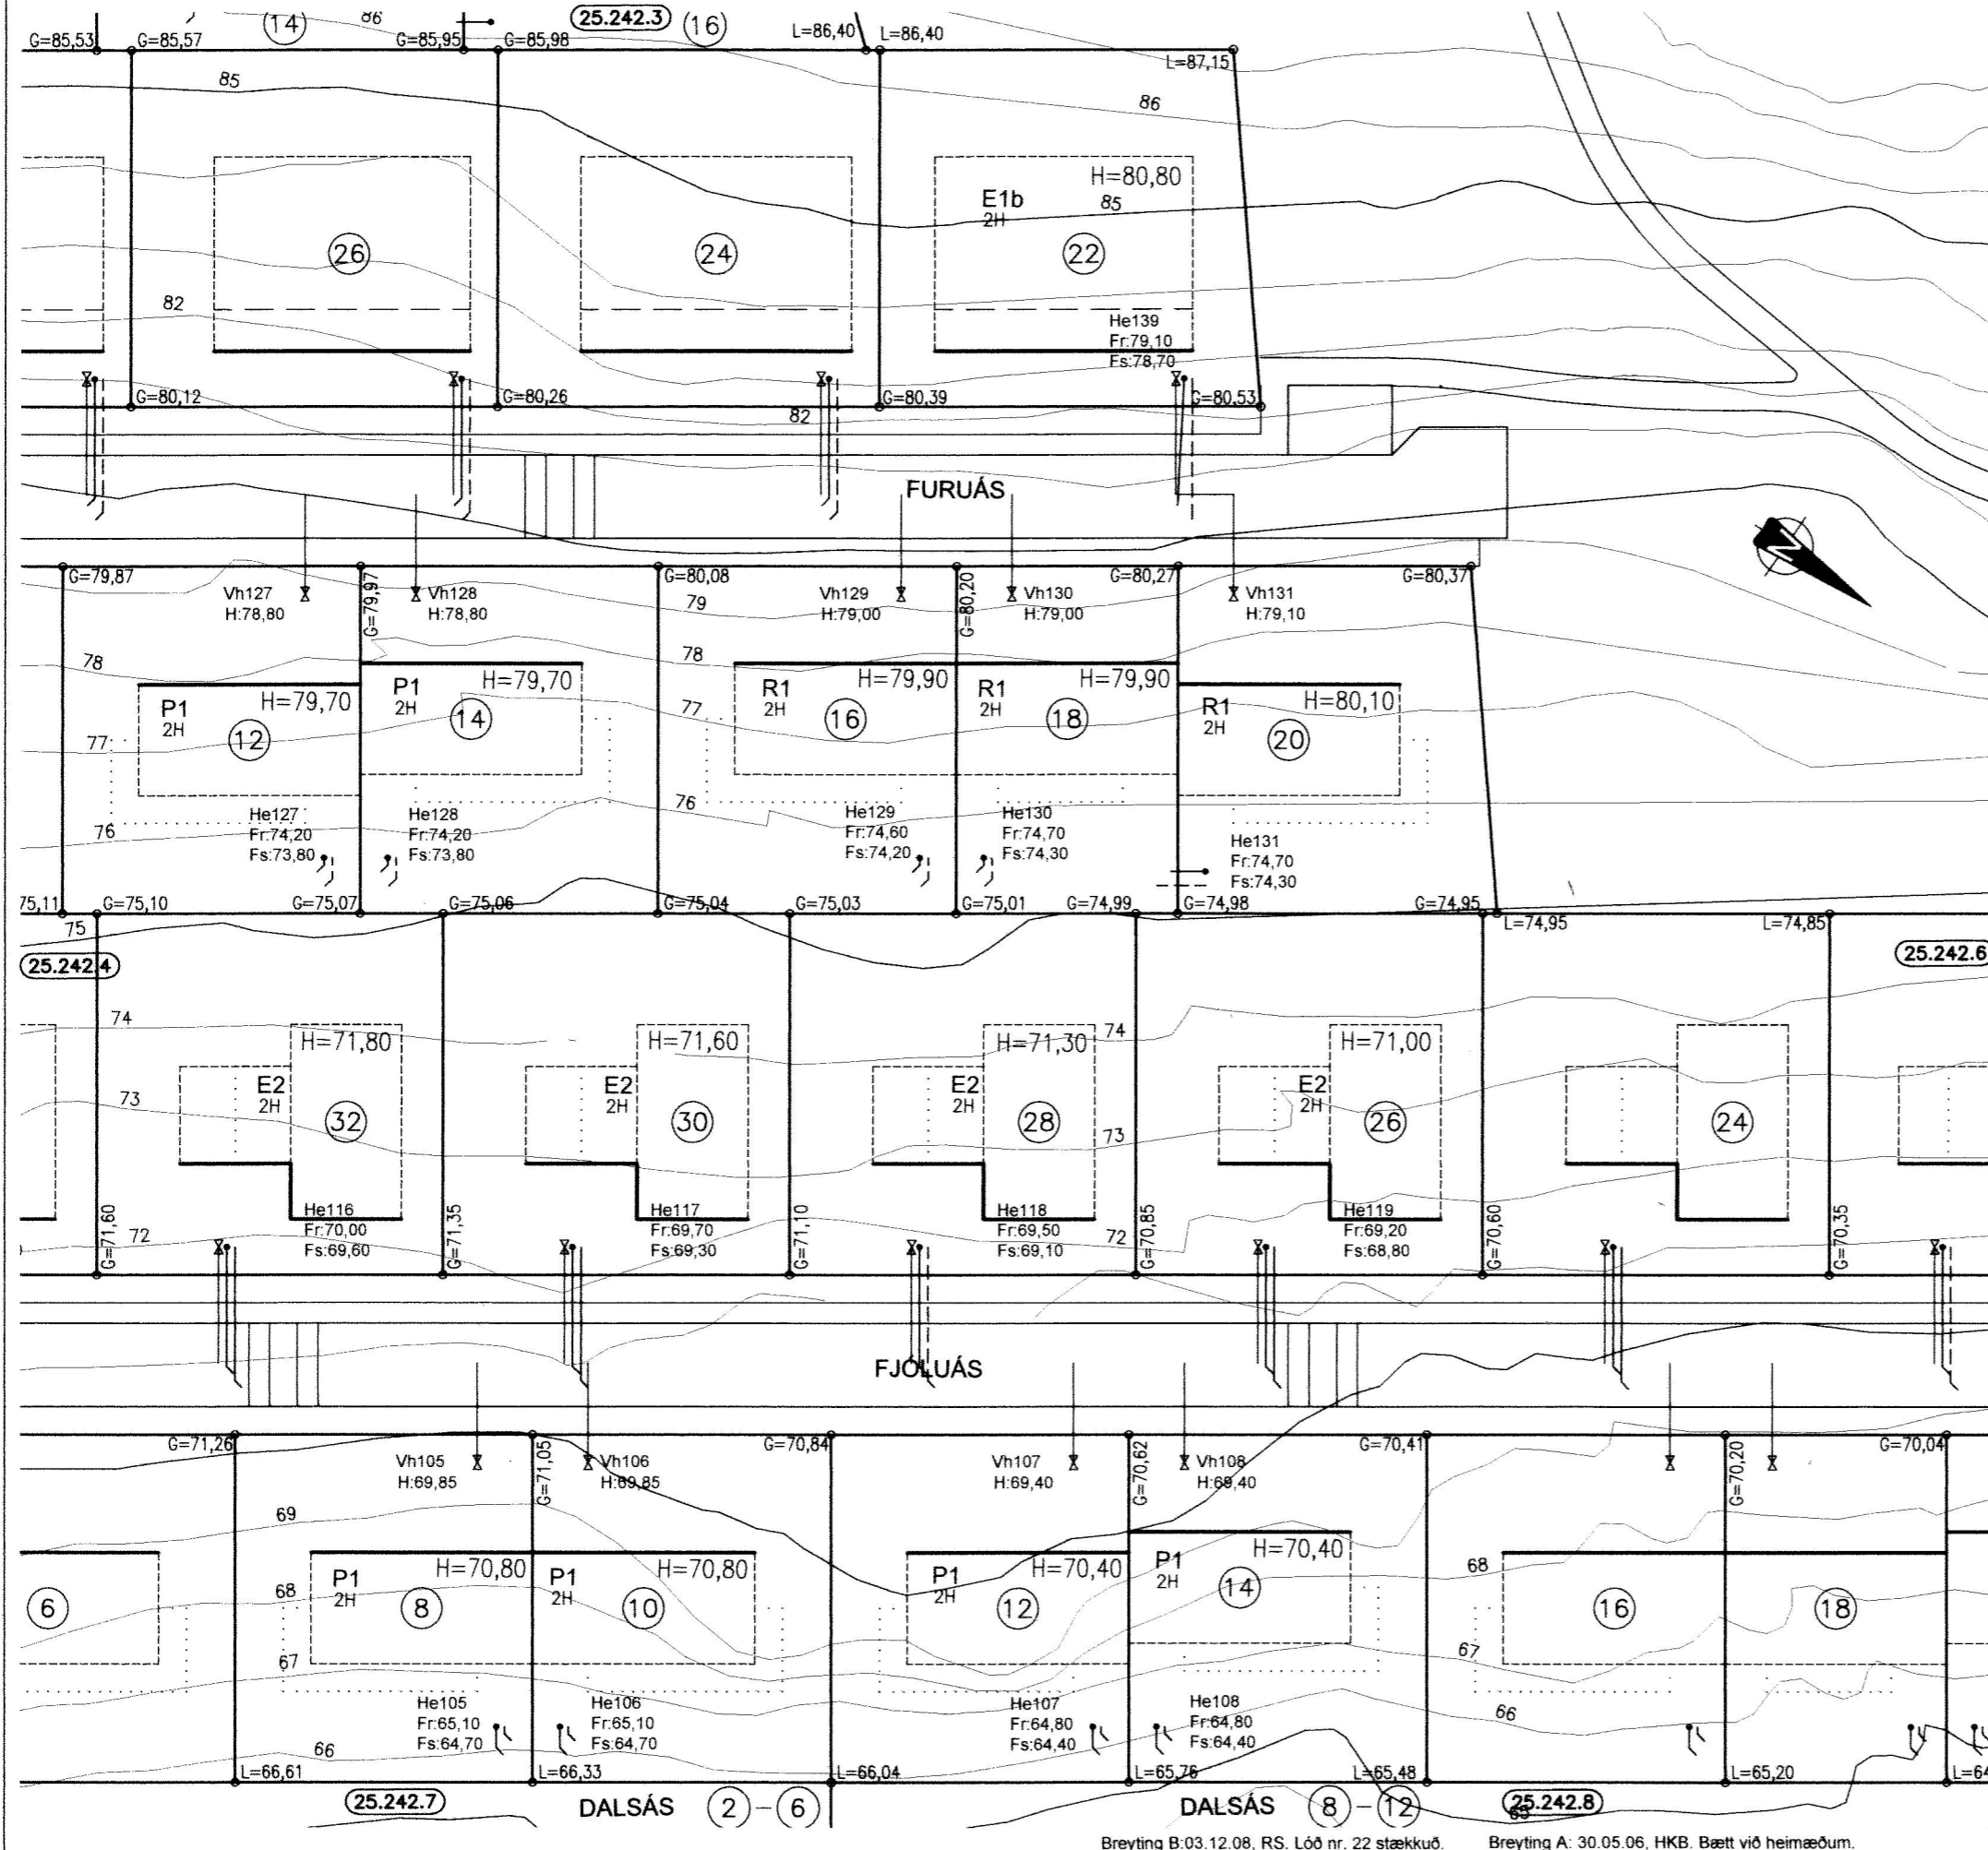 86
14
25.242.3
16
G=85,53
G=85,57
G=85,95
G=85,98
L=86,40
L=86,40
L=87,15
85
86
H=80,80
E1b
2H
85
26
24
22
82
He139
Fr:79,10
Fs:78,70
G=80,12
G=80,26
G=80,39
G=80,53
82
FURUÁS
N
G=79,87
G=79,97
G=80,08
G=80,20
G=80,27
G=80,37
Vh127
H:78,80
Vh128
H:78,80
79
Vh129
H:79,00
Vh130
H:79,00
Vh131
H:79,10
78
78
P1
2H
H=79,70
12
P1
2H
H=79,70
14
R1
2H
H=79,90
16
R1
2H
H=79,90
18
R1
2H
H=80,10
20
77
77
76
76
He127
Fr:74,20
Fs:73,80
He128
Fr:74,20
Fs:73,80
He129
Fr:74,60
Fs:74,20
He130
Fr:74,70
Fs:74,30
He131
Fr:74,70
Fs:74,30
75,11
G=75,10
G=75,07
G=75,06
G=75,04
G=75,03
G=75,01
G=74,99
G=74,98
G=74,95
L=74,95
L=74,85
75
25.242.4
25.242.6
74
74
H=71,80
E2
2H
32
H=71,60
E2
2H
30
H=71,30
E2
2H
28
H=71,00
E2
2H
26
24
73
73
He116
Fr:70,00
Fs:69,60
He117
Fr:69,70
Fs:69,30
He118
Fr:69,50
Fs:69,10
He119
Fr:69,20
Fs:68,80
72
72
G=71,60
G=71,35
G=71,10
G=70,85
G=70,60
G=70,35
FJÓLUÁS
G=71,26
G=71,05
G=70,84
G=70,62
G=70,41
G=70,20
G=70,04
Vh105
H:69,85
Vh106
H:69,85
Vh107
H:69,40
Vh108
H:69,40
69
6
P1
2H
H=70,80
8
P1
2H
H=70,80
10
P1
2H
H=70,40
12
P1
2H
H=70,40
14
16
18
68
68
67
67
He105
Fr:65,10
Fs:64,70
He106
Fr:65,10
Fs:64,70
He107
Fr:64,80
Fs:64,40
He108
Fr:64,80
Fs:64,40
66
66
L=66,61
L=66,33
L=66,04
L=65,76
L=65,48
L=65,20
L=64
25.242.7
DALSÁS 2 - 6
DALSÁS 8 - 12
25.242.8
65
Breyting B:03.12.08, RS. Lóð nr. 22 stækkuð.
Breyting A: 30.05.06, HKB. Bætt við heimæðum.